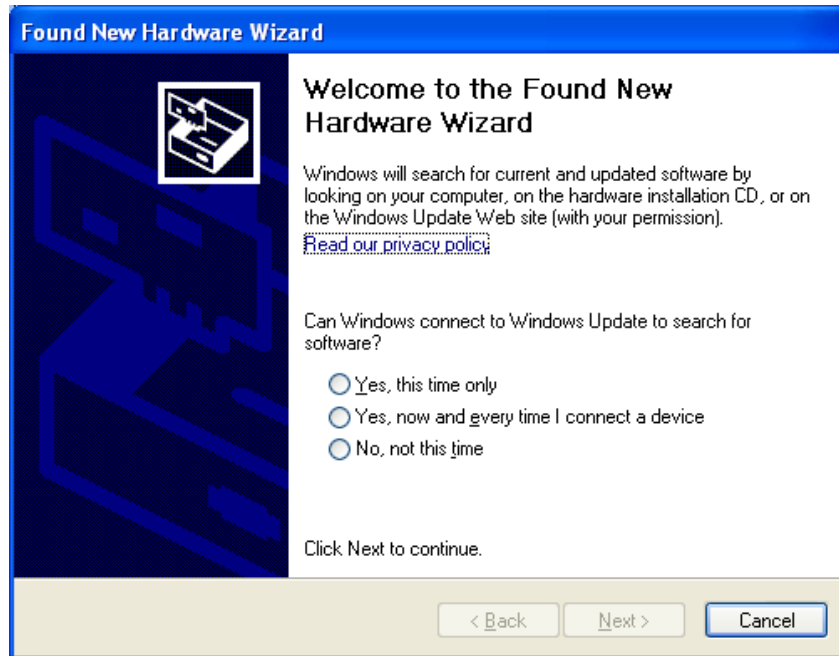 Found New Hardware Wizard
Welcome to the Found New
Hardware Wizard
Windows will search for current and updated software by
looking on your computer, on the hardware installation CD, or on
the Windows Update Web site (with your permission).
Read our privacy policy
Can Windows connect to Windows Update to search for
software?
Yes, this time only
Yes, now and every time I connect a device
No, not this time
Click Next to continue.
< Back Next > Cancel